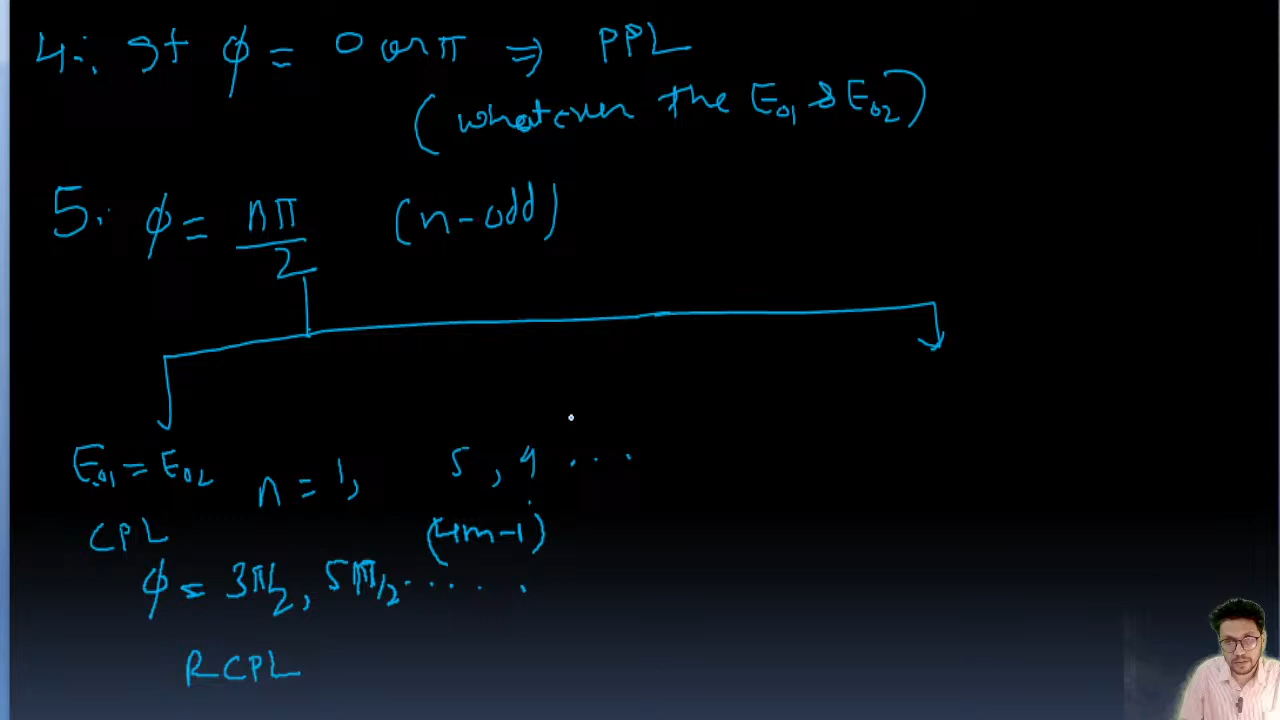 4:. If ϕ = 0 or π ⇒ PPL
(whatever the E01 & E02)
5. ϕ = nπ/2 (n-odd)
E01 = E02 n = 1, 5, 9 ...
CPL (4m-1)
ϕ = 3π/2, 5π/2 .....
RCPL